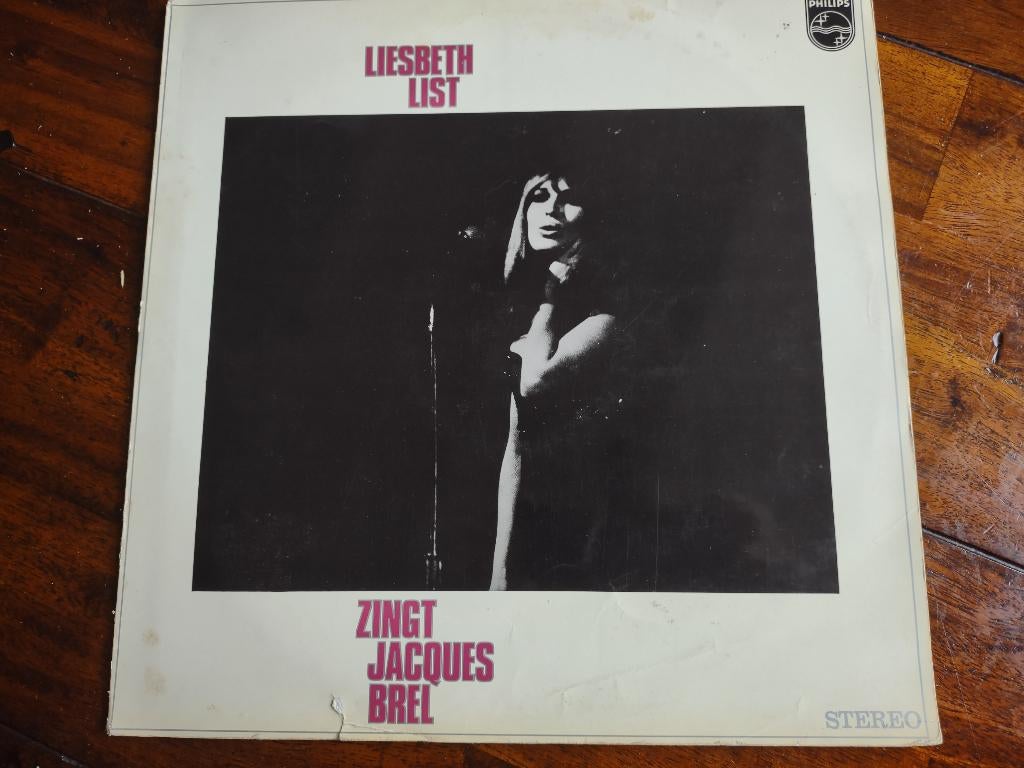 PHILIPS
LIESBETH
LIST
ZINGT
JACQUES
BREL
STEREO